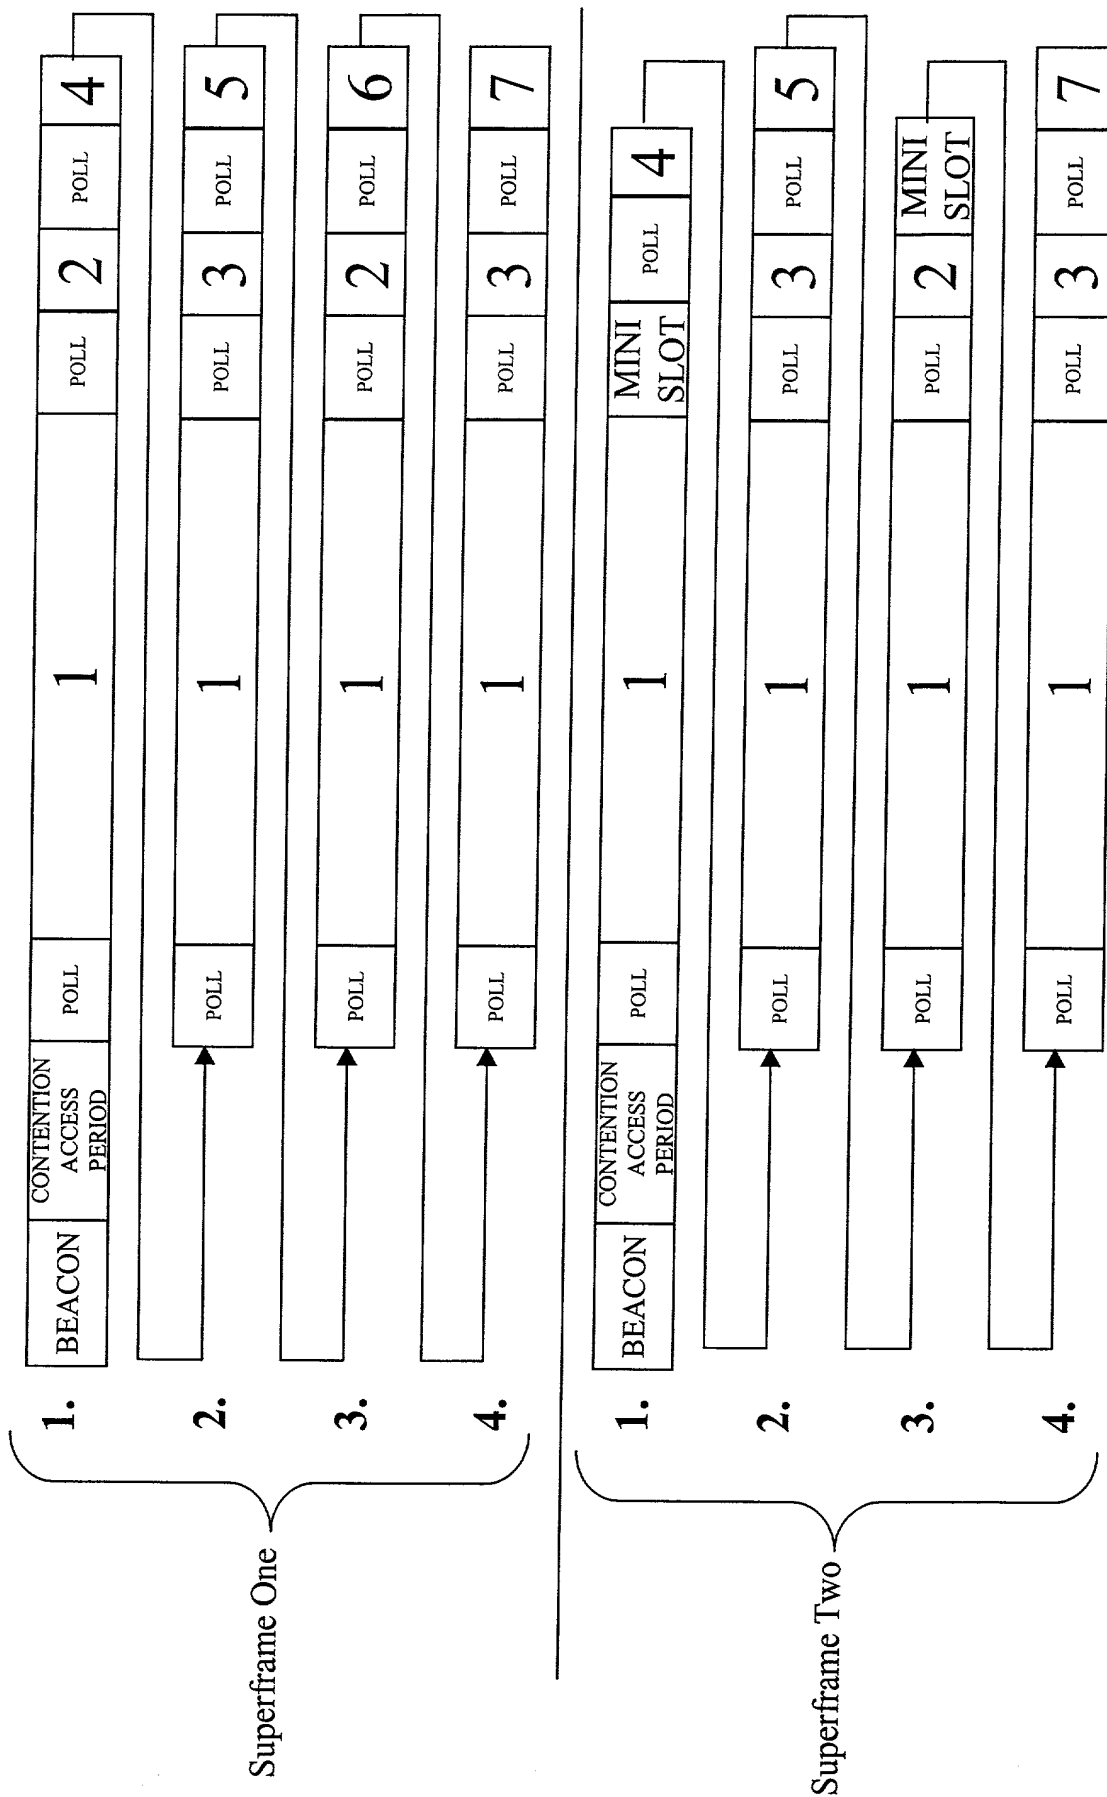 Superframe One
1. BEACON CONTENTION ACCESS PERIOD POLL 1 POLL 2 POLL 4
2. POLL 1 POLL 3 POLL 5
3. POLL 1 POLL 2 POLL 6
4. POLL 1 POLL 3 POLL 7
Superframe Two
1. BEACON CONTENTION ACCESS PERIOD POLL 1 MINI SLOT POLL 4
2. POLL 1 POLL 3 POLL 5
3. POLL 1 POLL 2 MINI SLOT
4. POLL 1 POLL 3 POLL 7